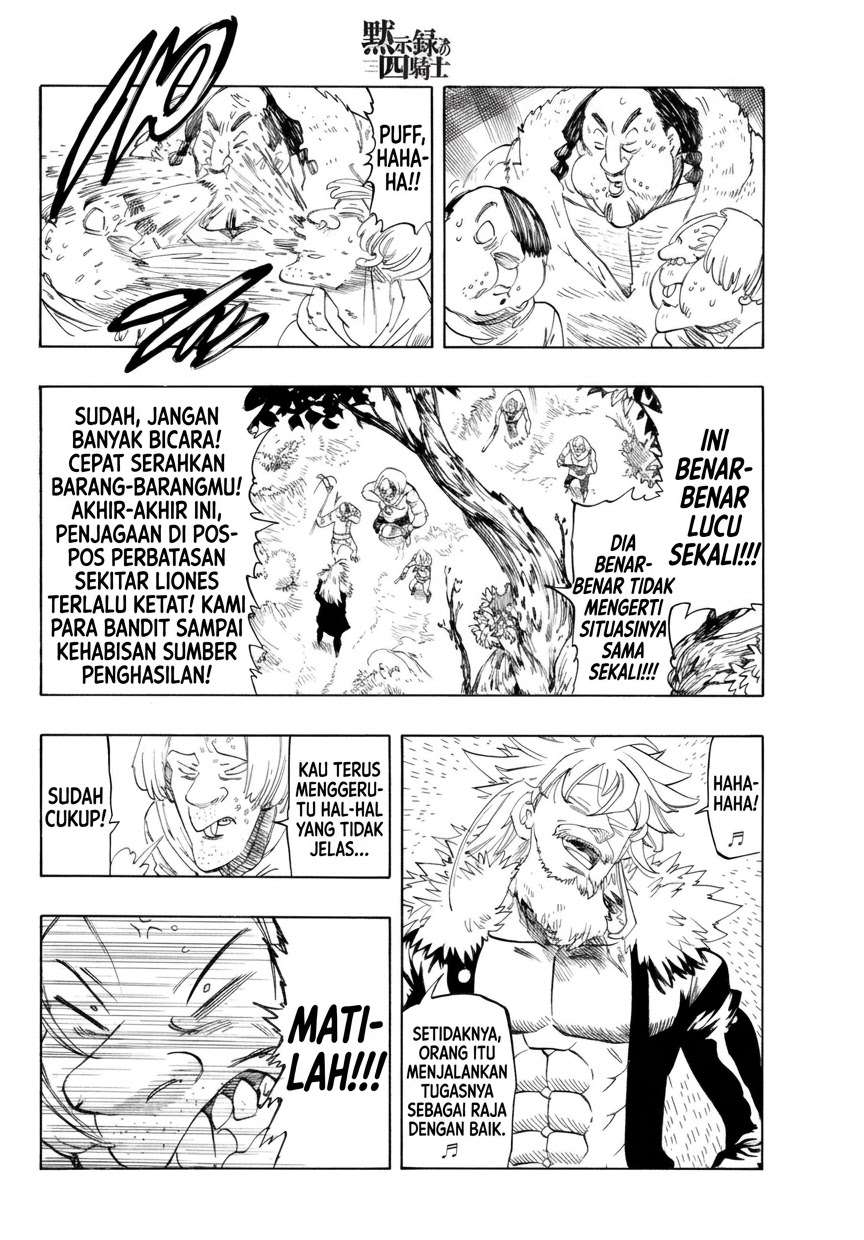 黙示録の
四騎士
PUFF,
HAHA-
HA!!
INI
BENAR-
BENAR
LUCU
SEKALI!!!
DIA
BENAR-
BENAR TIDAK
MENGERTI
SITUASINYA
SAMA
SEKALI!!!
SUDAH, JANGAN
BANYAK BICARA!
CEPAT SERAHKAN
BARANG-BARANGMU!
AKHIR-AKHIR INI,
PENJAGAAN DI POS-
POS PERBATASAN
SEKITAR LIONES
TERLALU KETAT! KAMI
PARA BANDIT SAMPAI
KEHABISAN SUMBER
PENGHASILAN!
HAHA-
HAHA!
♫
SETIDAKNYA,
ORANG ITU
MENJALANKAN
TUGASNYA
SEBAGAI RAJA
DENGAN BAIK.
♫
KAU TERUS
MENGGERU-
TU HAL-HAL
YANG TIDAK
JELAS...
SUDAH
CUKUP!
MATI-
LAH!!!